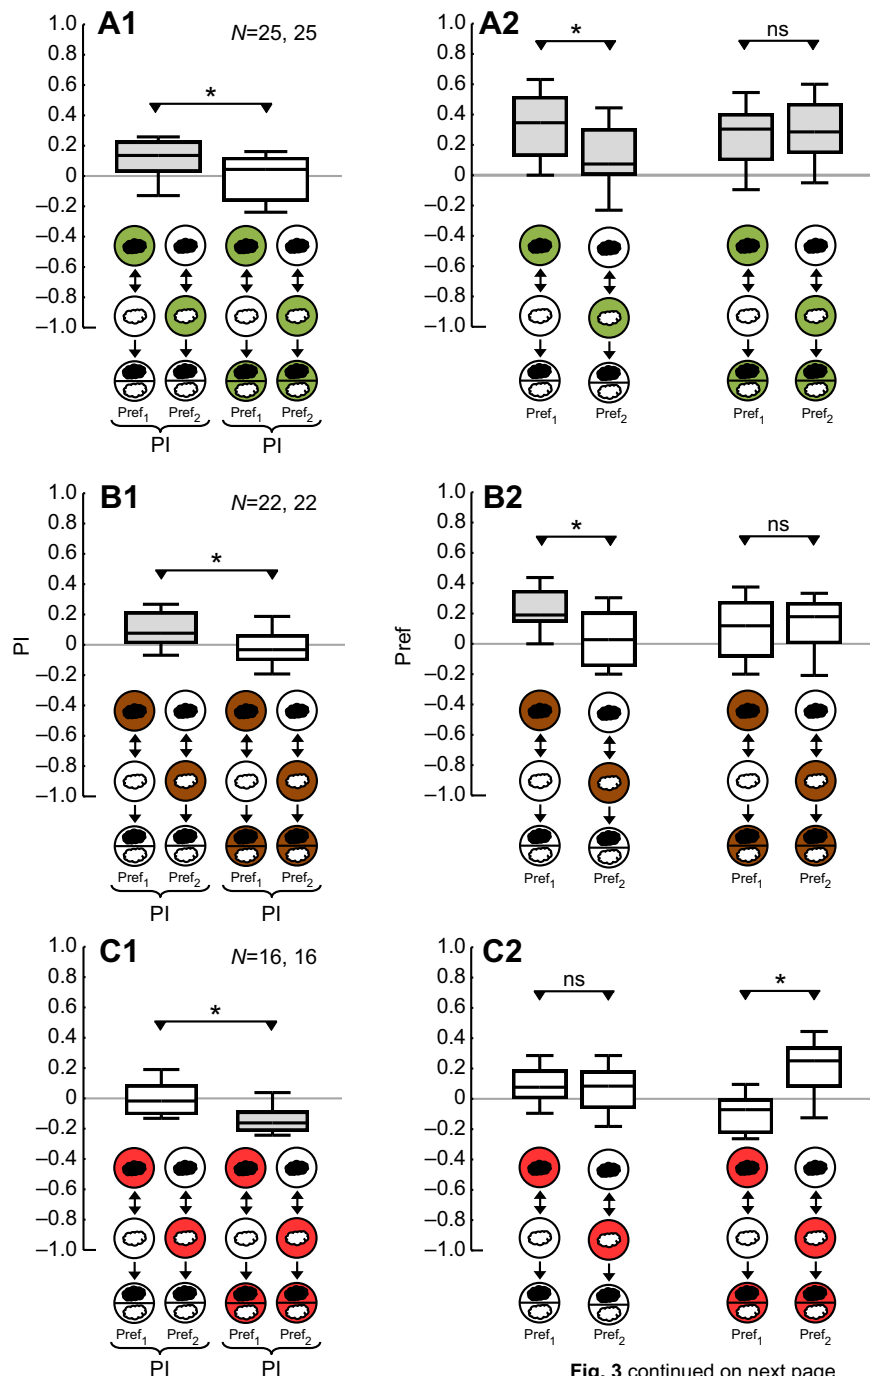 A1
N=25, 25
1.0
0.8
0.6
0.4
0.2
0
–0.2
–0.4
–0.6
–0.8
–1.0
*
Pref1 Pref2 Pref1 Pref2
PI PI
A2
1.0
0.8
0.6
0.4
0.2
0
–0.2
–0.4
–0.6
–0.8
–1.0
* ns
Pref1 Pref2 Pref1 Pref2
B1
N=22, 22
PI
1.0
0.8
0.6
0.4
0.2
0
–0.2
–0.4
–0.6
–0.8
–1.0
*
Pref1 Pref2 Pref1 Pref2
PI PI
B2
Pref
1.0
0.8
0.6
0.4
0.2
0
–0.2
–0.4
–0.6
–0.8
–1.0
* ns
Pref1 Pref2 Pref1 Pref2
C1
N=16, 16
1.0
0.8
0.6
0.4
0.2
0
–0.2
–0.4
–0.6
–0.8
–1.0
*
Pref1 Pref2 Pref1 Pref2
PI PI
C2
1.0
0.8
0.6
0.4
0.2
0
–0.2
–0.4
–0.6
–0.8
–1.0
ns *
Pref1 Pref2 Pref1 Pref2
Fig. 3 continued on next page